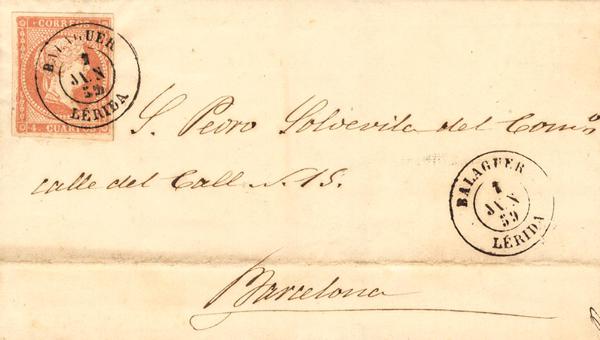 CORREOS
BALAGUER
1
JUN
59
LÉRIDA
4 CUARTOS
S. Pedro Soldevila del Comº
calle del Call N. 15.
BALAGUER
1
JUN
59
LÉRIDA
Barcelona